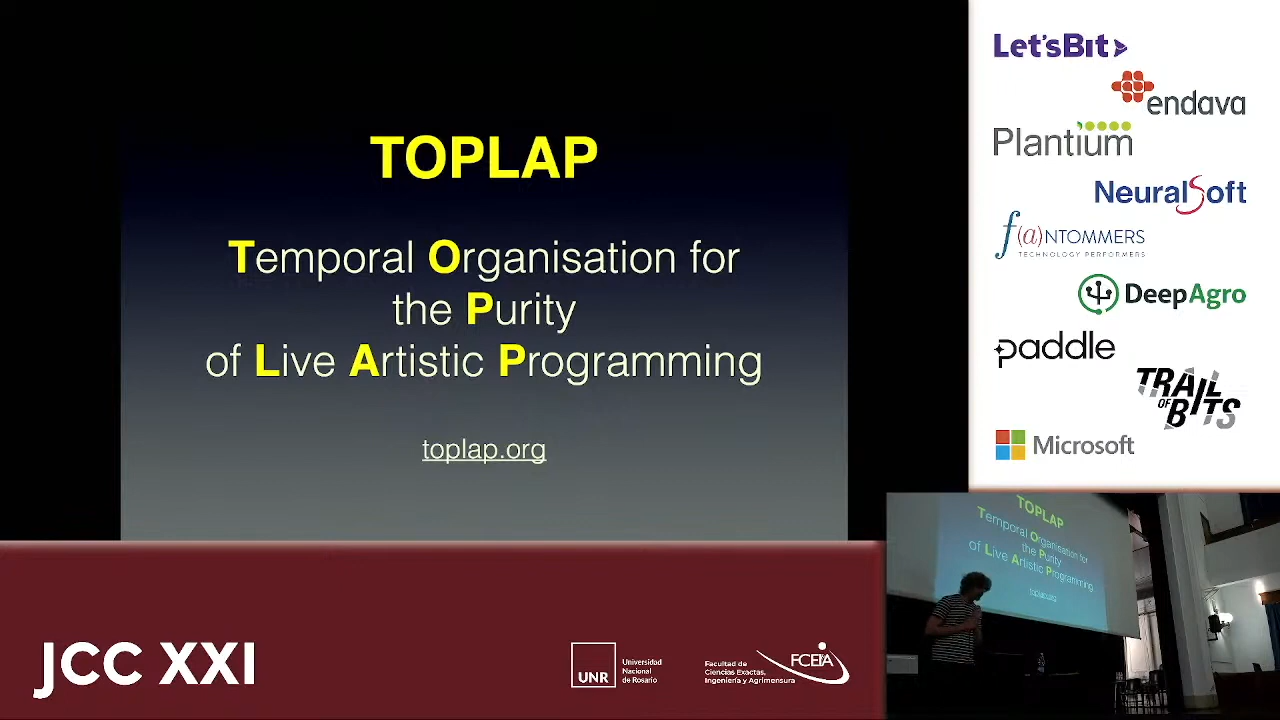 TOPLAP
Temporal Organisation for
the Purity
of Live Artistic Programming
toplap.org
Let'sBit
endava
Plantium
NeuralSoft
f(a)NTOMMERS
TECHNOLOGY PERFORMERS
DeepAgro
paddle
TRAIL
OF
BITS
Microsoft
TOPLAP
Temporal Organisation for
the Purity
of Live Artistic Programming
toplap.org
JCC XXI
UNR
Universidad
Nacional
de Rosario
Facultad de
Ciencias Exactas,
Ingeniería y Agrimensura
FCEIA